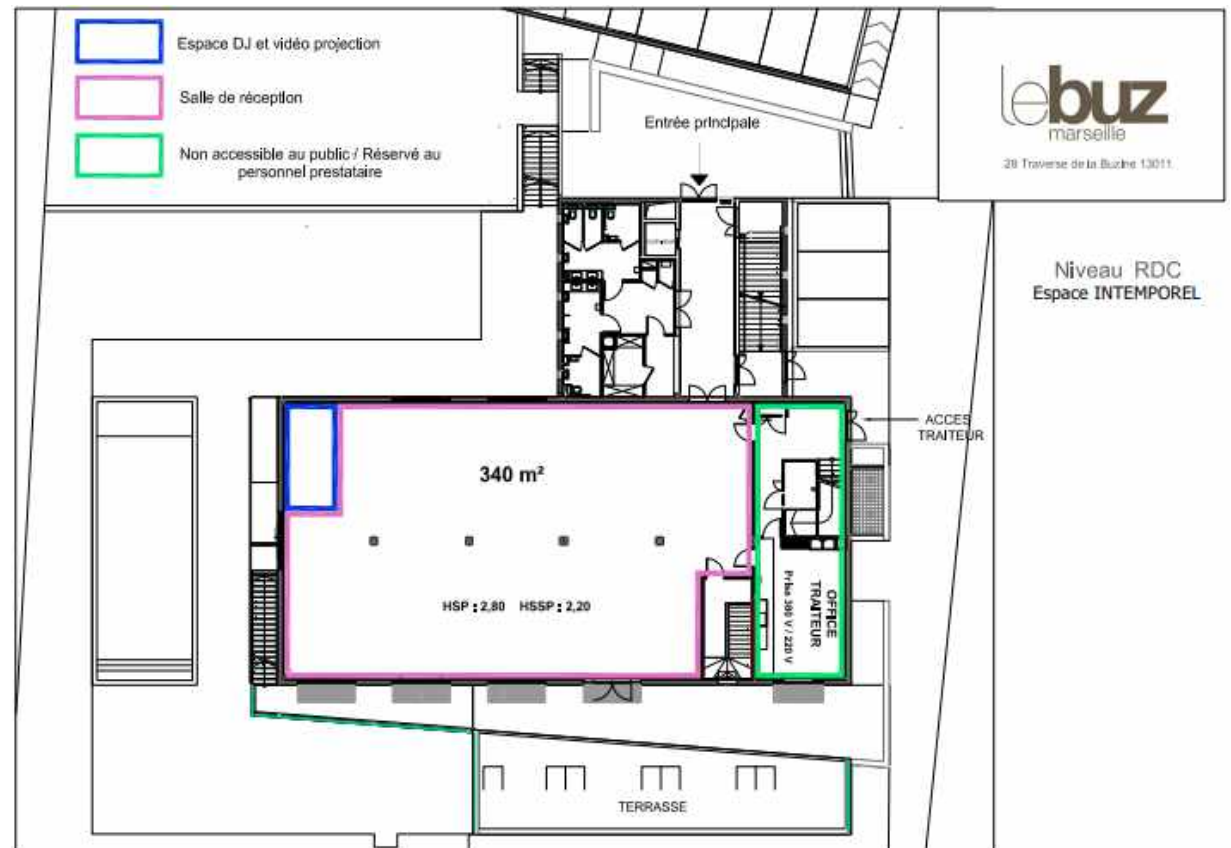 Espace DJ et vidéo projection
Salle de réception
Non accessible au public / Réservé au
personnel prestataire
Entrée principale
lebuz
marseille
28 Traverse de la Buzine 13011
Niveau RDC
Espace INTEMPOREL
ACCES
TRAITEUR
340 m²
HSP : 2,80 HSSP : 2,20
OFFICE
TRAITEUR
Prise 380 V / 220 V
TERRASSE